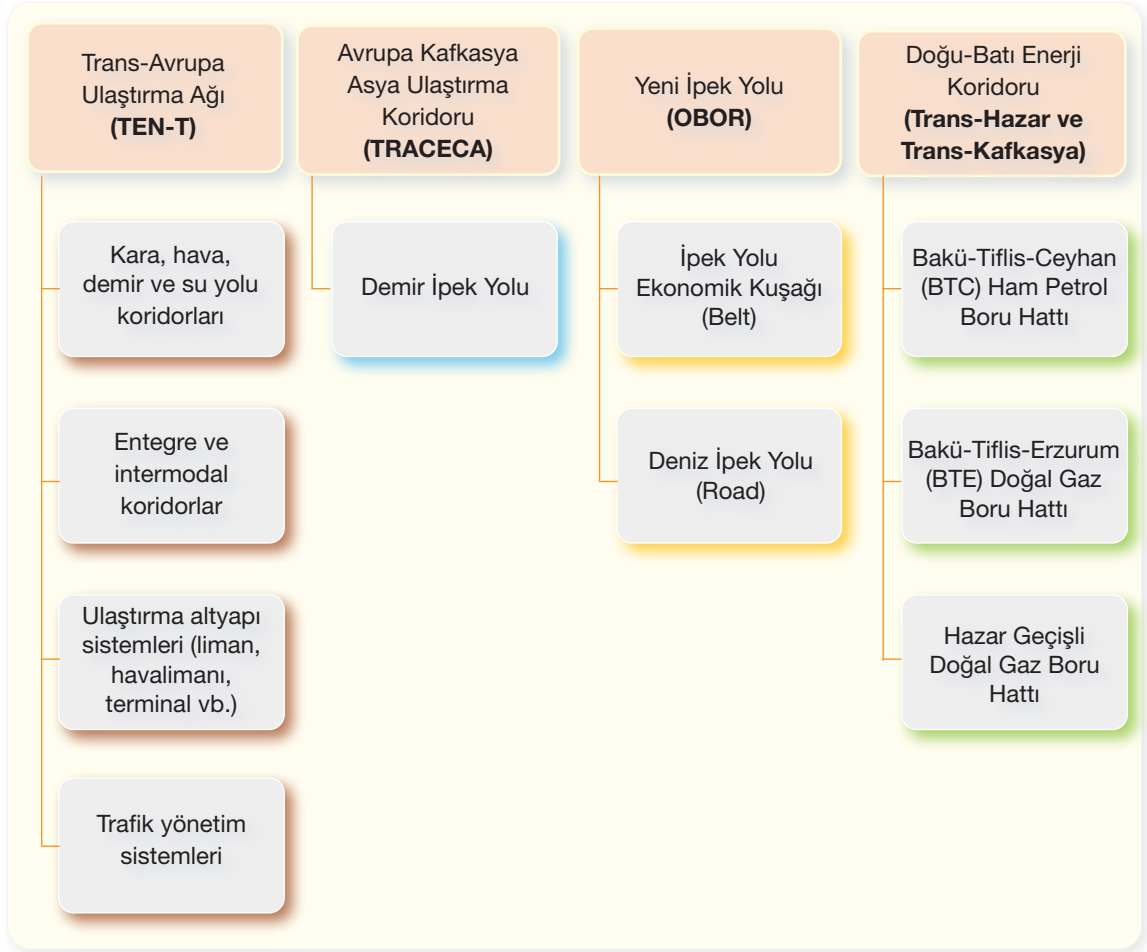 Trans-Avrupa
Ulaştırma Ağı
(TEN-T)
Kara, hava,
demir ve su yolu
koridorları
Entegre ve
intermodal
koridorlar
Ulaştırma altyapı
sistemleri (liman,
havalimanı,
terminal vb.)
Trafik yönetim
sistemleri
Avrupa Kafkasya
Asya Ulaştırma
Koridoru
(TRACECA)
Demir İpek Yolu
Yeni İpek Yolu
(OBOR)
İpek Yolu
Ekonomik Kuşağı
(Belt)
Deniz İpek Yolu
(Road)
Doğu-Batı Enerji
Koridoru
(Trans-Hazar ve
Trans-Kafkasya)
Bakü-Tiflis-Ceyhan
(BTC) Ham Petrol
Boru Hattı
Bakü-Tiflis-Erzurum
(BTE) Doğal Gaz
Boru Hattı
Hazar Geçişli
Doğal Gaz Boru
Hattı